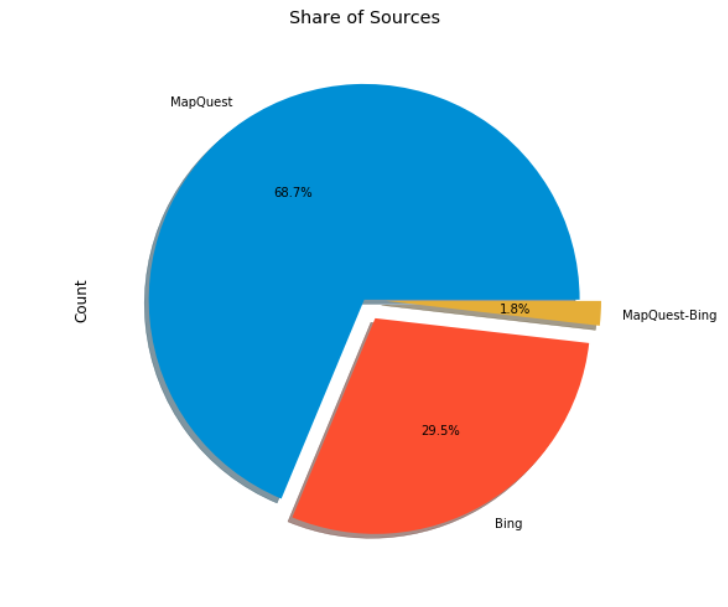 Share of Sources
MapQuest
68.7%
Count
1.8%
MapQuest-Bing
29.5%
Bing